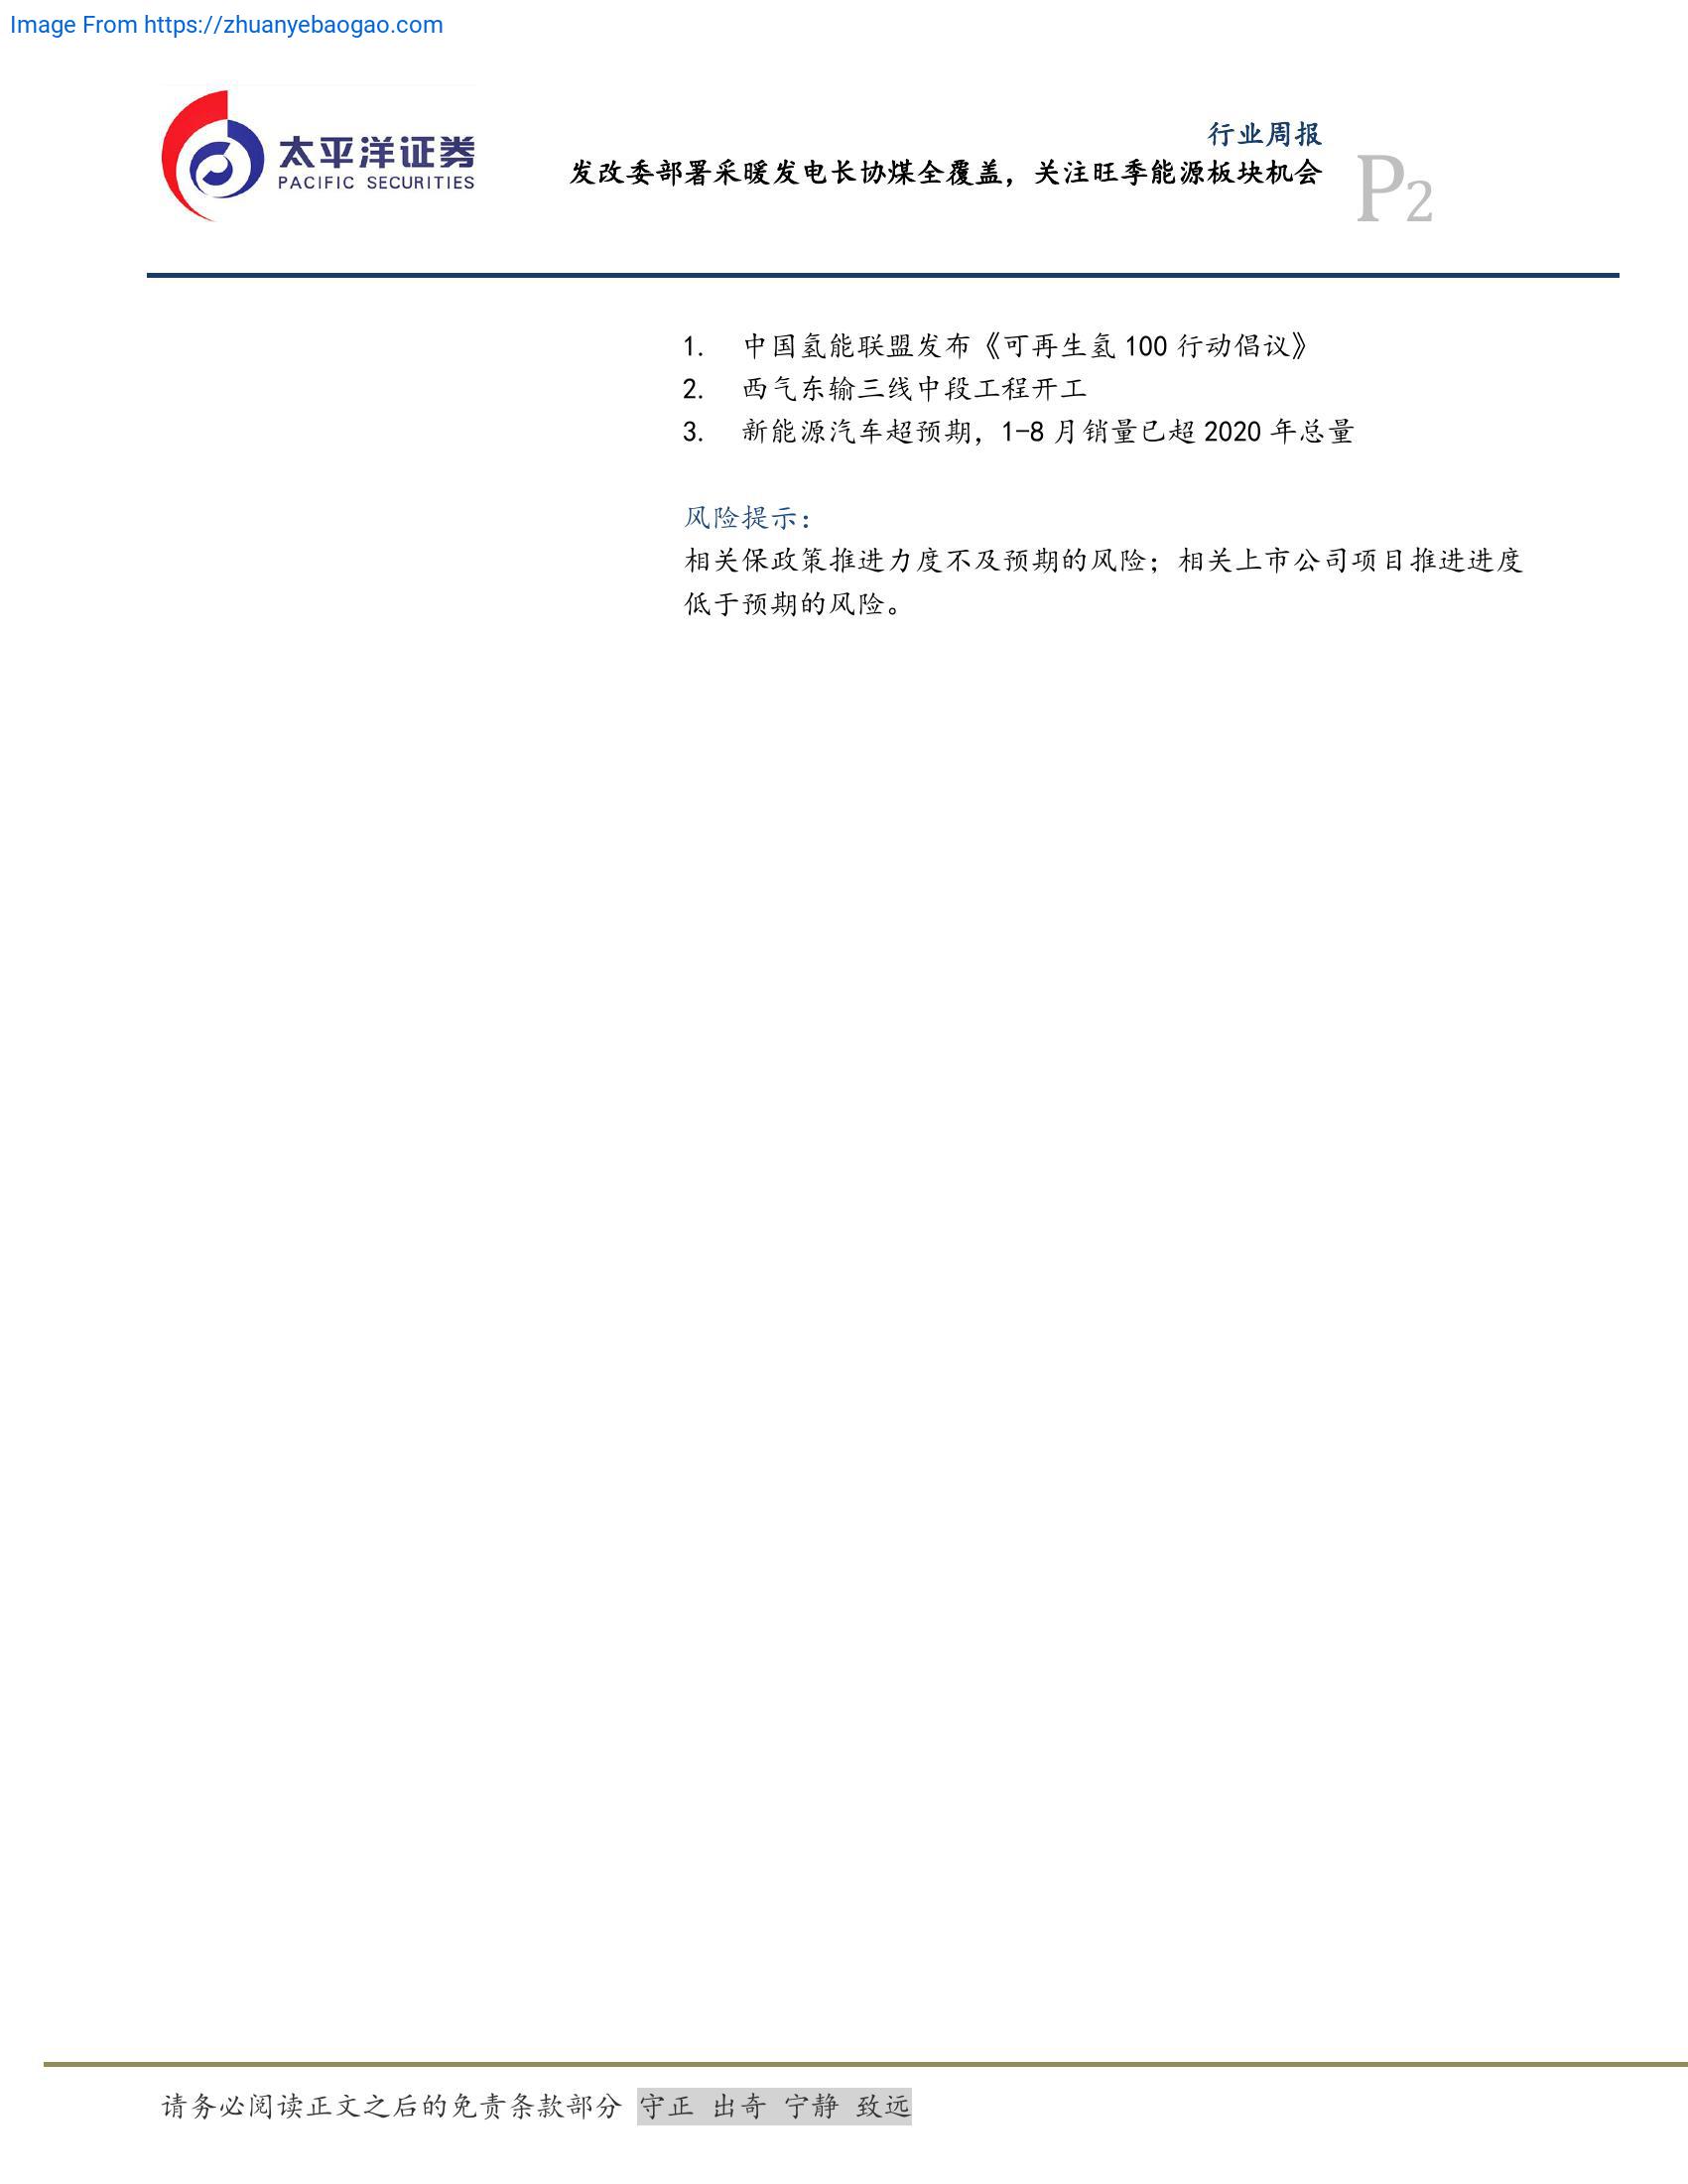 Image From https://zhuanyebaogao.com
太平洋证券
PACIFIC SECURITIES
行业周报
发改委部署采暖发电长协煤全覆盖，关注旺季能源板块机会
P2
1. 中国氢能联盟发布《可再生氢 100 行动倡议》
2. 西气东输三线中段工程开工
3. 新能源汽车超预期，1-8 月销量已超 2020 年总量
风险提示：
相关保政策推进力度不及预期的风险；相关上市公司项目推进进度
低于预期的风险。
请务必阅读正文之后的免责条款部分 守正 出奇 宁静 致远